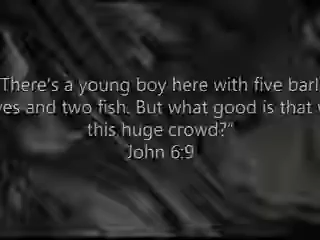 There's a young boy here with five barl
ves and two fish. But what good is that w
this huge crowd?"
John 6:9